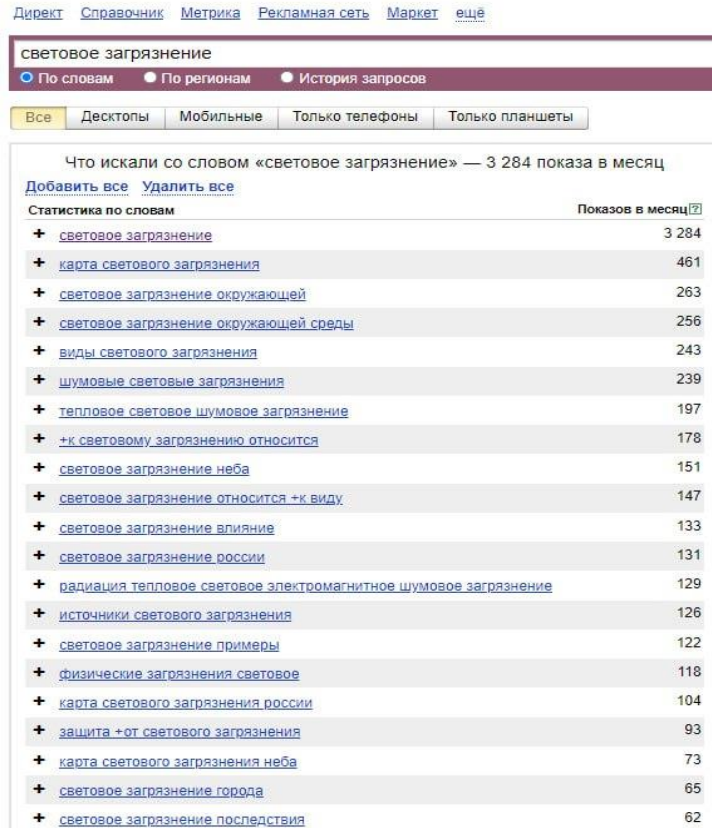 Директ Справочник Метрика Рекламная сеть Маркет ещё
световое загрязнение
По словам По регионам История запросов
Все Десктопы Мобильные Только телефоны Только планшеты
Что искали со словом «световое загрязнение» — 3 284 показа в месяц
Добавить все Удалить все
Статистика по словам Показов в месяц ?
+ световое загрязнение 3 284
+ карта светового загрязнения 461
+ световое загрязнение окружающей 263
+ световое загрязнение окружающей среды 256
+ виды светового загрязнения 243
+ шумовые световые загрязнения 239
+ тепловое световое шумовое загрязнение 197
+ +к световому загрязнению относится 178
+ световое загрязнение неба 151
+ световое загрязнение относится +к виду 147
+ световое загрязнение влияние 133
+ световое загрязнение россии 131
+ радиация тепловое световое электромагнитное шумовое загрязнение 129
+ источники светового загрязнения 126
+ световое загрязнение примеры 122
+ физические загрязнения световое 118
+ карта светового загрязнения россии 104
+ защита +от светового загрязнения 93
+ карта светового загрязнения неба 73
+ световое загрязнение города 65
+ световое загрязнение последствия 62